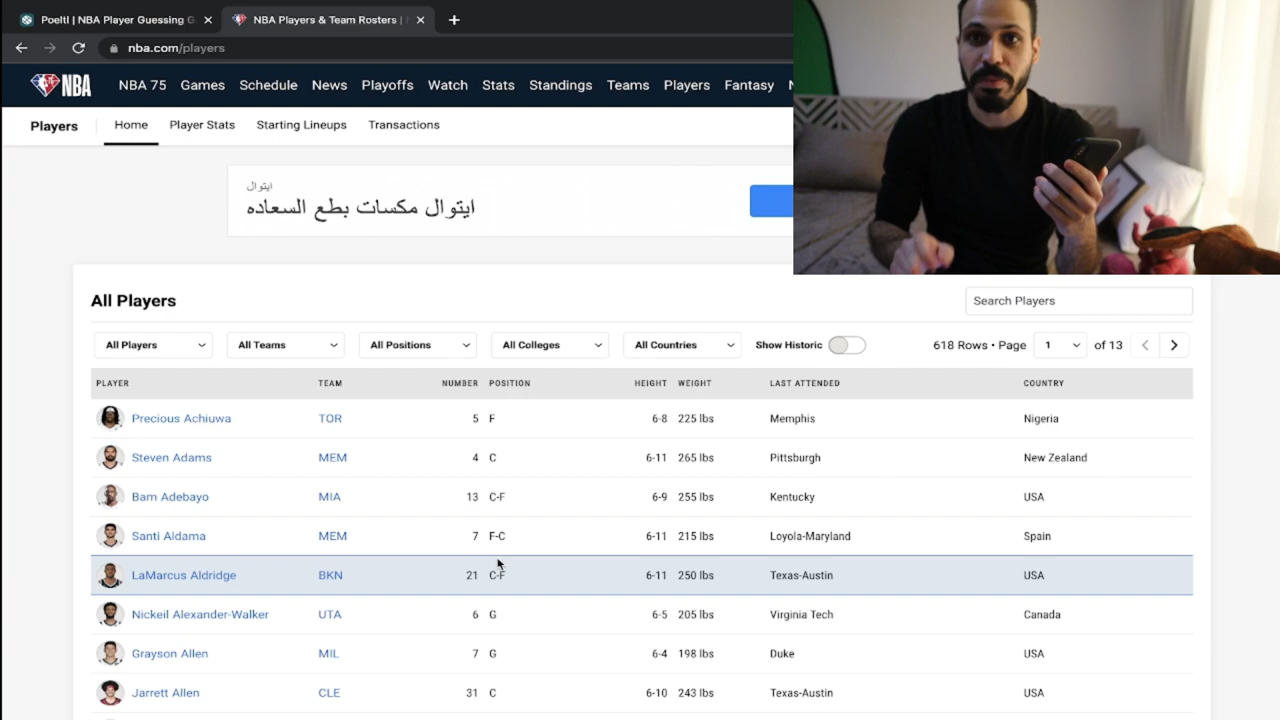 Poeltl | NBA Player Guessing G
NBA Players & Team Rosters |
nba.com/players
NBA
NBA 75 Games Schedule News Playoffs Watch Stats Standings Teams Players Fantasy
Players Home Player Stats Starting Lineups Transactions
ايتوال
ايتوال مكسات بطع السعاده
All Players
Search Players
All Players All Teams All Positions All Colleges All Countries Show Historic 618 Rows • Page 1 of 13
PLAYER TEAM NUMBER POSITION HEIGHT WEIGHT LAST ATTENDED COUNTRY
Precious Achiuwa TOR 5 F 6-8 225 lbs Memphis Nigeria
Steven Adams MEM 4 C 6-11 265 lbs Pittsburgh New Zealand
Bam Adebayo MIA 13 C-F 6-9 255 lbs Kentucky USA
Santi Aldama MEM 7 F-C 6-11 215 lbs Loyola-Maryland Spain
LaMarcus Aldridge BKN 21 C-F 6-11 250 lbs Texas-Austin USA
Nickeil Alexander-Walker UTA 6 G 6-5 205 lbs Virginia Tech Canada
Grayson Allen MIL 7 G 6-4 198 lbs Duke USA
Jarrett Allen CLE 31 C 6-10 243 lbs Texas-Austin USA